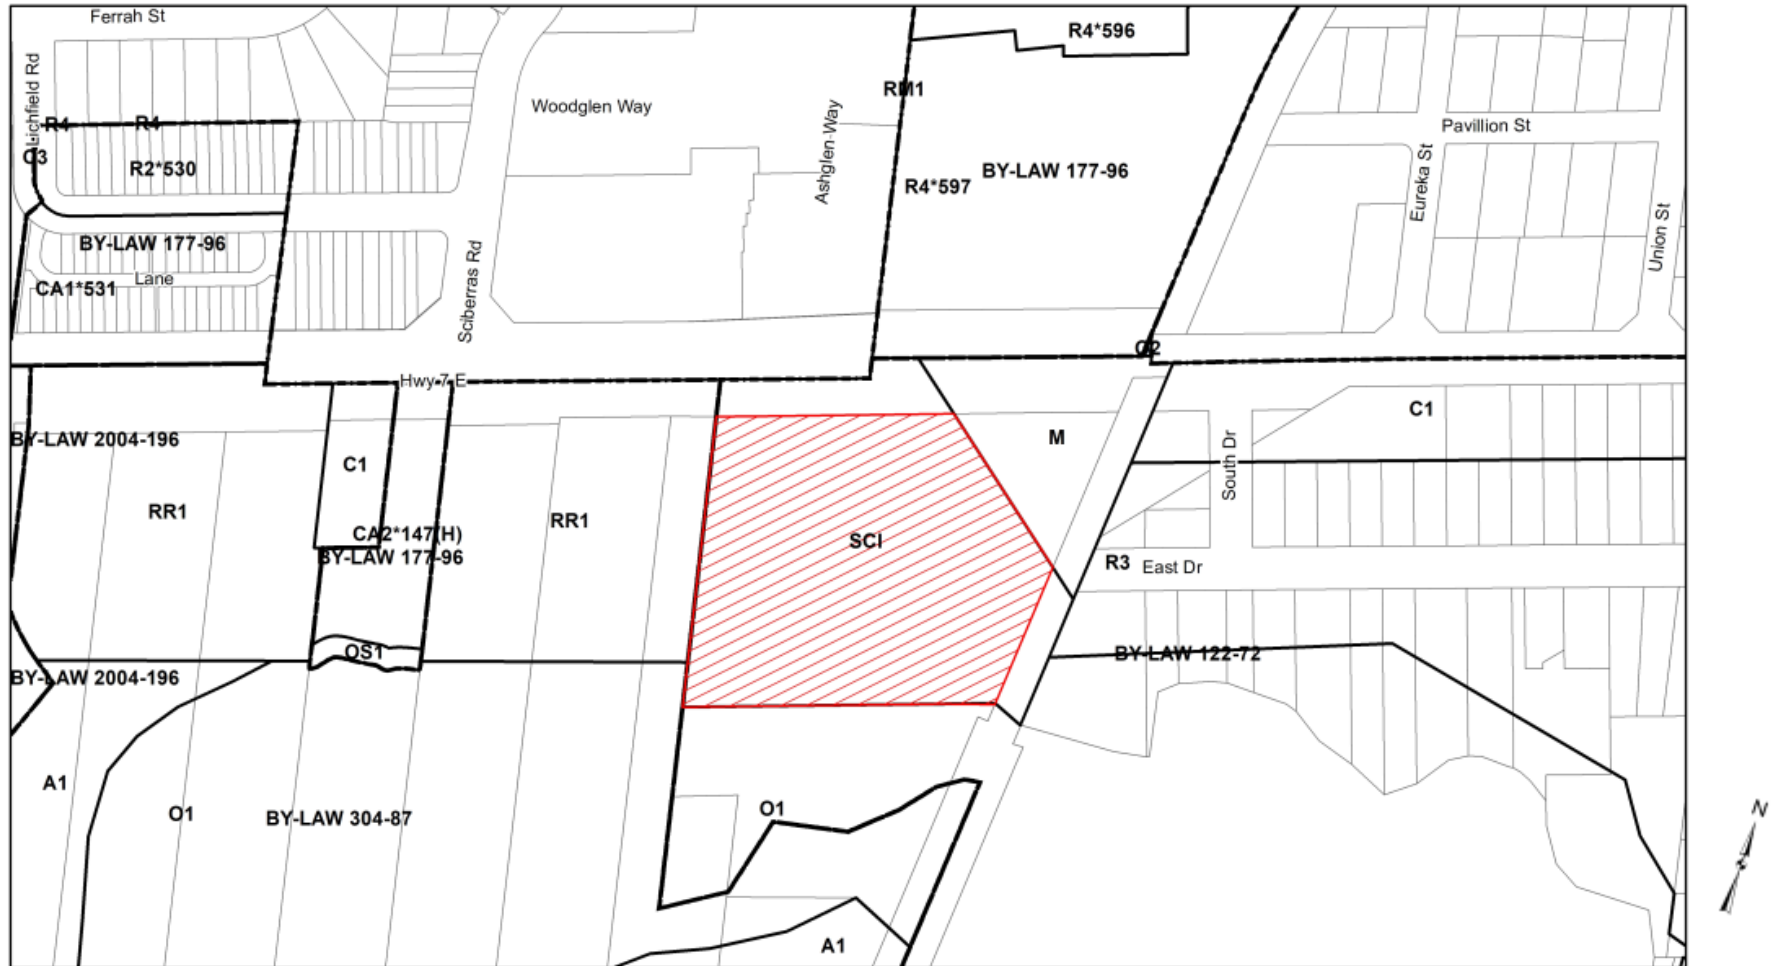 Ferrah St
R4*596
Lichfield Rd
RM1
Woodglen Way
Ashglen Way
R4
R4
Pavillion St
C3
R2*530
BY-LAW 177-96
R4*597
Eureka St
Union St
BY-LAW 177-96
Lane
CA1*531
Sciberras Rd
O2
Hwy 7 E
C1
BY-LAW 2004-196
M
South Dr
C1
RR1
RR1
CA2*147(H)
BY-LAW 177-96
SCI
R3
East Dr
OS1
BY-LAW 122-72
BY-LAW 2004-196
A1
O1
BY-LAW 304-87
O1
A1
N